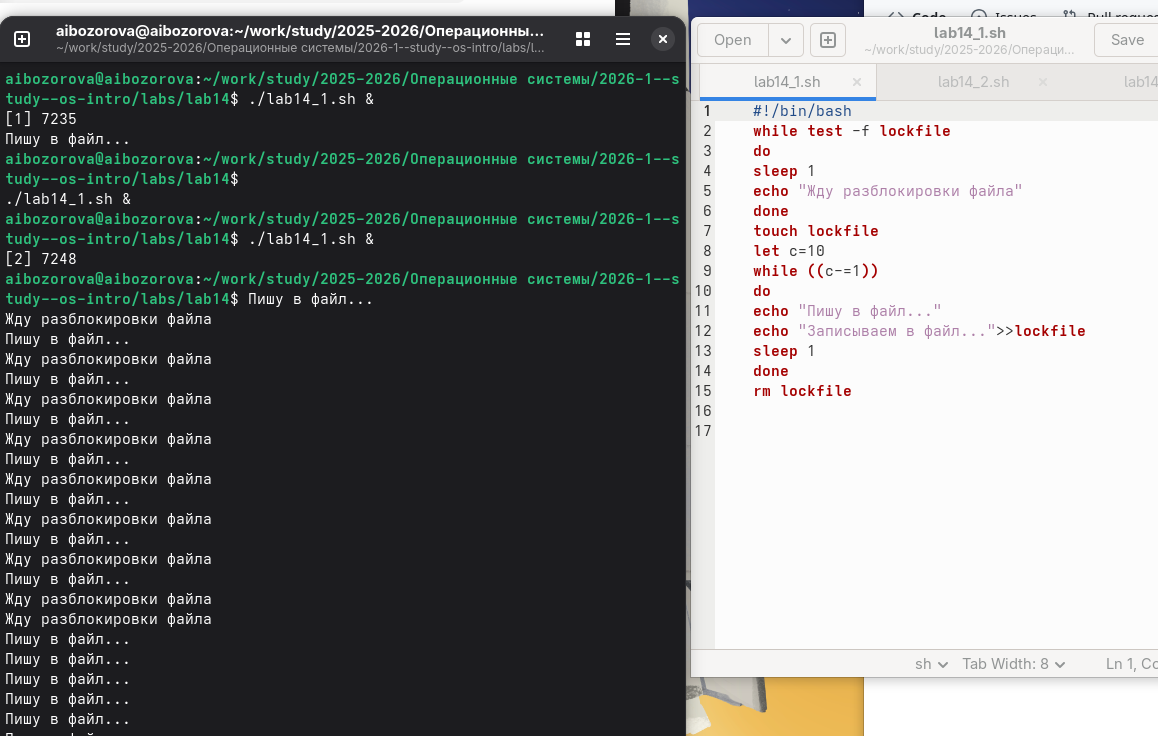 aibozorova@aibozorova:~/work/study/2025-2026/Операционны...
~/work/study/2025-2026/Операционные системы/2026-1--study--os-intro/labs/l...
aibozorova@aibozorova:~/work/study/2025-2026/Операционные системы/2026-1--s
tudy--os-intro/labs/lab14$ ./lab14_1.sh &
[1] 7235
Пишу в файл...
aibozorova@aibozorova:~/work/study/2025-2026/Операционные системы/2026-1--s
tudy--os-intro/labs/lab14$
./lab14_1.sh &
aibozorova@aibozorova:~/work/study/2025-2026/Операционные системы/2026-1--s
tudy--os-intro/labs/lab14$ ./lab14_1.sh &
[2] 7248
aibozorova@aibozorova:~/work/study/2025-2026/Операционные системы/2026-1--s
tudy--os-intro/labs/lab14$ Пишу в файл...
Жду разблокировки файла
Пишу в файл...
Жду разблокировки файла
Пишу в файл...
Жду разблокировки файла
Пишу в файл...
Жду разблокировки файла
Пишу в файл...
Жду разблокировки файла
Пишу в файл...
Жду разблокировки файла
Пишу в файл...
Жду разблокировки файла
Пишу в файл...
Жду разблокировки файла
Жду разблокировки файла
Пишу в файл...
Пишу в файл...
Пишу в файл...
Пишу в файл...
Пишу в файл...
Code Issues Pull reque
Open
lab14_1.sh
~/work/study/2025-2026/Операци...
Save
lab14_1.sh × lab14_2.sh × lab14
1 #!/bin/bash
2 while test -f lockfile
3 do
4 sleep 1
5 echo "Жду разблокировки файла"
6 done
7 touch lockfile
8 let c=10
9 while ((c-=1))
10 do
11 echo "Пишу в файл..."
12 echo "Записываем в файл...">>lockfile
13 sleep 1
14 done
15 rm lockfile
16
17
sh Tab Width: 8 Ln 1, Co